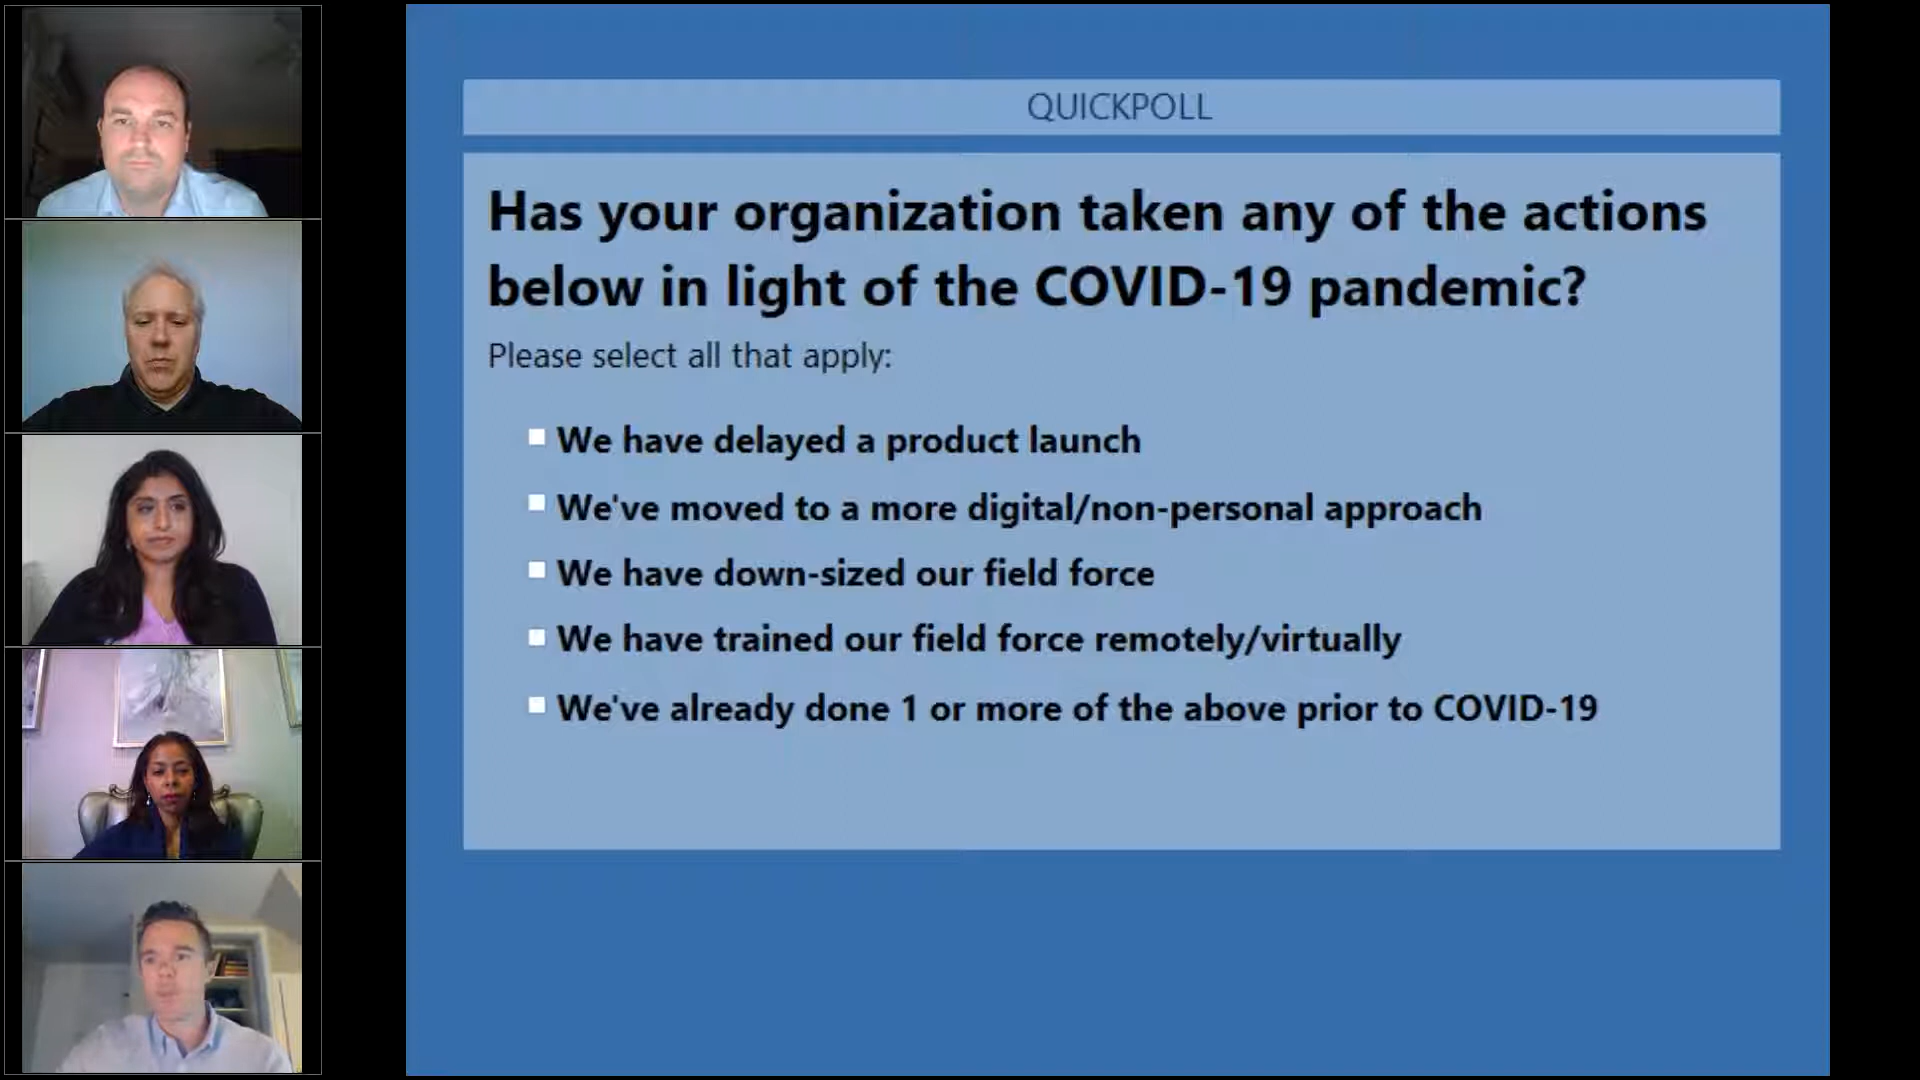 QUICKPOLL
Has your organization taken any of the actions
below in light of the COVID-19 pandemic?
Please select all that apply:
We have delayed a product launch
We've moved to a more digital/non-personal approach
We have down-sized our field force
We have trained our field force remotely/virtually
We've already done 1 or more of the above prior to COVID-19